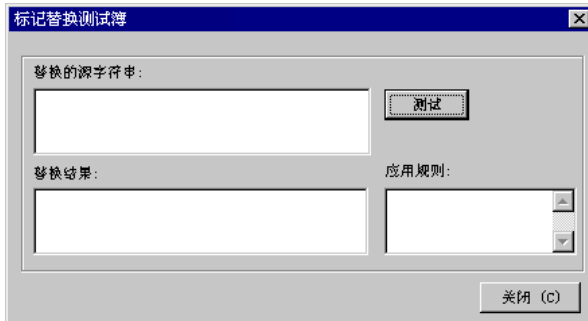 标记替换测试簿
替换的源字符串:
测试
替换结果:
应用规则:
关闭 (C)